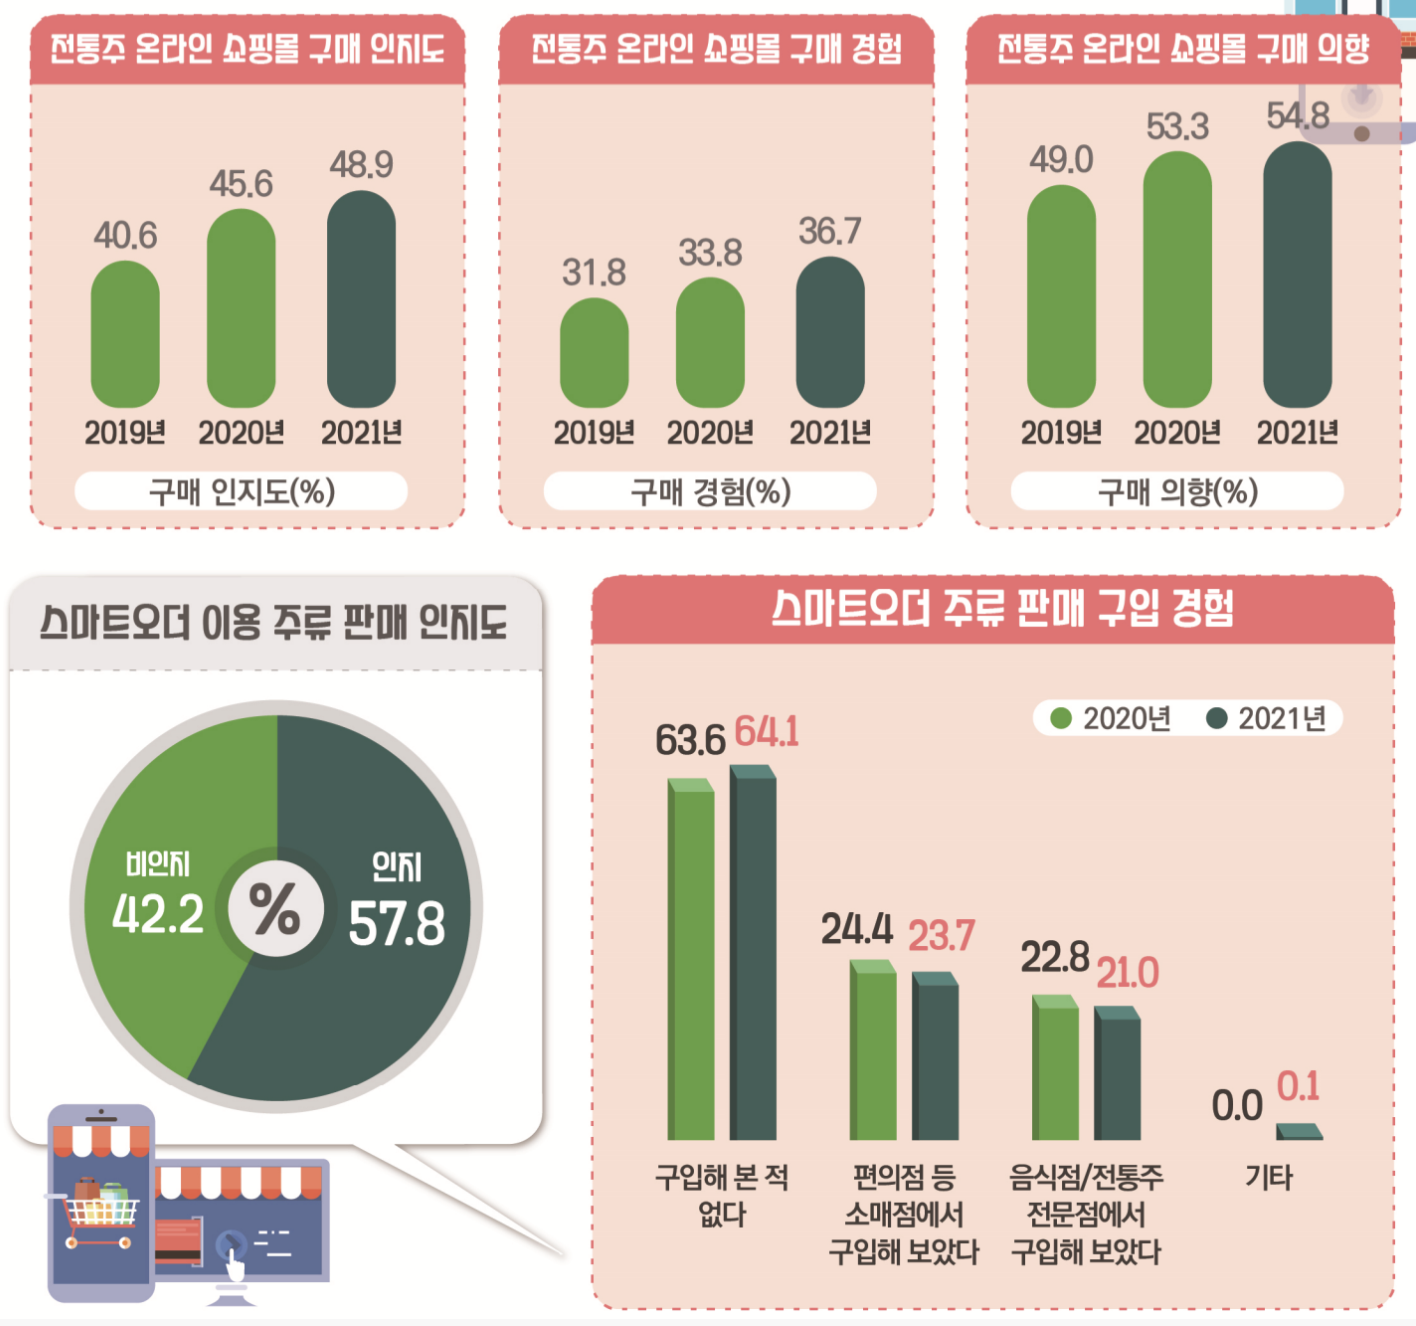 전통주 온라인 쇼핑몰 구매 인지도
40.6
45.6
48.9
2019년
2020년
2021년
구매 인지도(%)
전통주 온라인 쇼핑몰 구매 경험
31.8
33.8
36.7
2019년
2020년
2021년
구매 경험(%)
전통주 온라인 쇼핑몰 구매 의향
49.0
53.3
54.8
2019년
2020년
2021년
구매 의향(%)
스마트오더 이용 주류 판매 인지도
비인지
42.2
%
인지
57.8
스마트오더 주류 판매 구입 경험
2020년
2021년
63.6
64.1
24.4
23.7
22.8
21.0
0.0
0.1
구입해 본 적
없다
편의점 등
소매점에서
구입해 보았다
음식점/전통주
전문점에서
구입해 보았다
기타